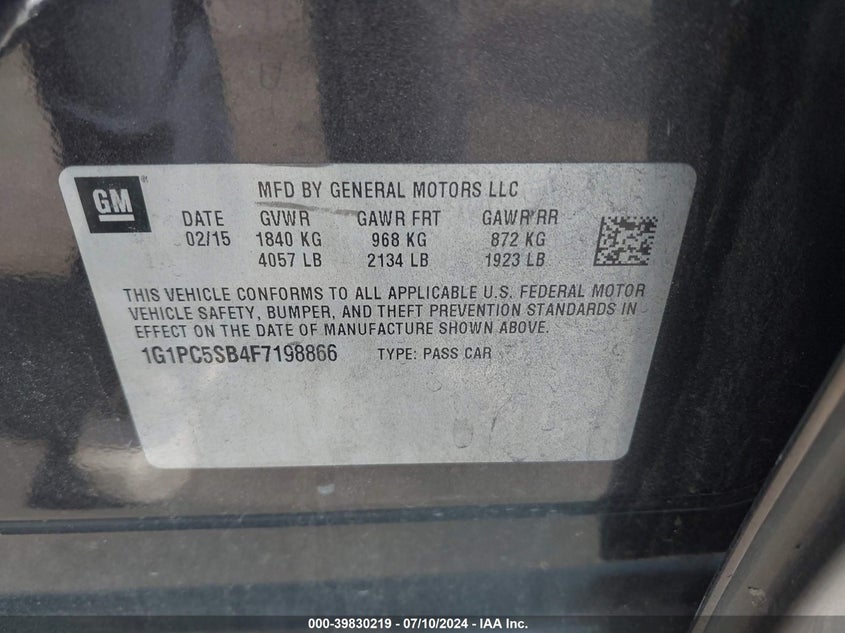 GM
MFD BY GENERAL MOTORS LLC
DATE GVWR GAWR FRT GAWR RR
02/15 1840 KG 968 KG 872 KG
4057 LB 2134 LB 1923 LB
THIS VEHICLE CONFORMS TO ALL APPLICABLE U.S. FEDERAL MOTOR
VEHICLE SAFETY, BUMPER, AND THEFT PREVENTION STANDARDS IN
EFFECT ON THE DATE OF MANUFACTURE SHOWN ABOVE.
1G1PC5SB4F7198866 TYPE: PASS CAR
000-39830219 - 07/10/2024 - IAA Inc.